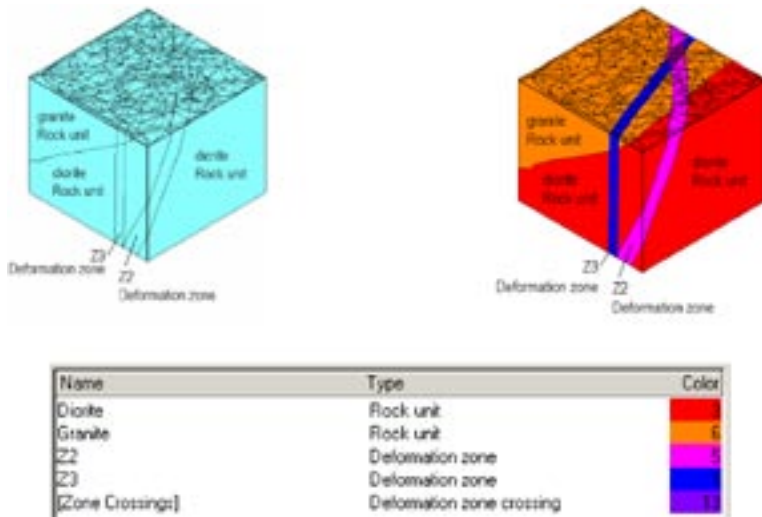 granite
Rock unit
diorite
Rock unit
diorite
Rock unit
Z3
Deformation zone
Z2
Deformation zone
granite
Rock unit
diorite
Rock unit
diorite
Rock unit
Z3
Deformation zone
Z2
Deformation zone
Name Type Color
Diorite Rock unit
Granite Rock unit 6
Z2 Deformation zone
Z3 Deformation zone
[Zone Crossings] Deformation zone crossing